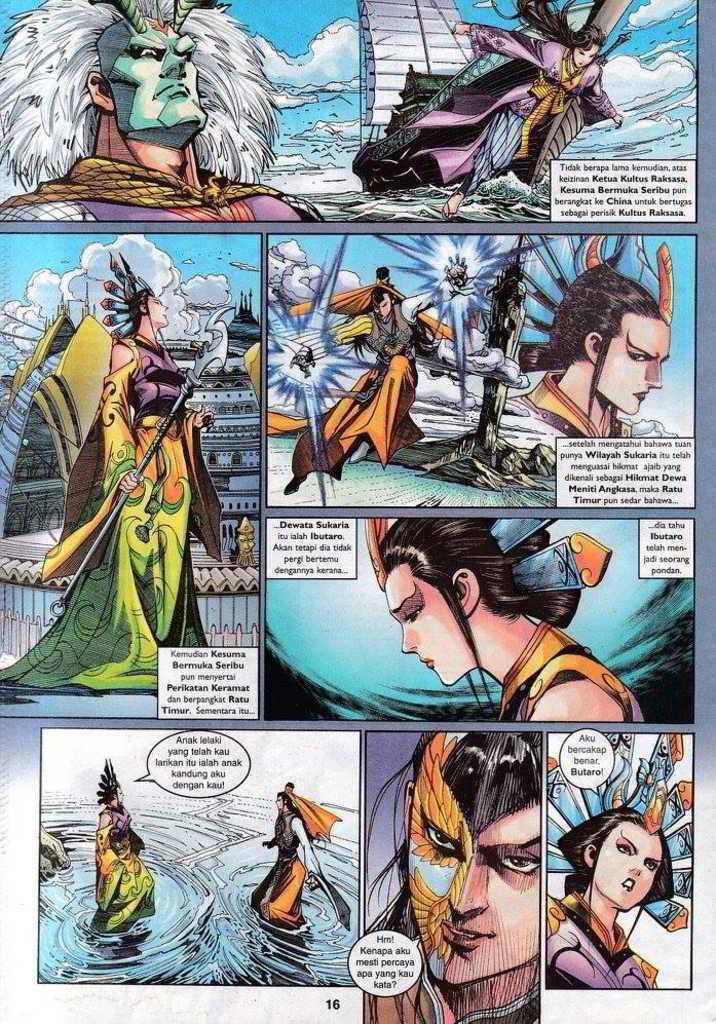 Tidak berapa lama kemudian, atas
keizinan Ketua Kultus Raksasa,
Kesuma Bermuka Seribu pun
berangkat ke China untuk bertugas
sebagai perisik Kultus Raksasa.
Kemudian Kesuma
Bermuka Seribu
pun menyertai
Perikatan Keramat
dan berpangkat Ratu
Timur. Sementara itu...
...setelah mengatahui bahawa tuan
punya Wilayah Sukaria itu telah
menguasai hikmat ajaib yang
dikenali sebagai Hikmat Dewa
Meniti Angkasa, maka Ratu
Timur pun sedar bahawa...
...Dewata Sukaria
itu ialah Ibutaro.
Akan tetapi dia tidak
pergi bertemu
dengannya kerana...
...dia tahu
Ibutaro
telah men-
jadi seorang
pondan.
Anak lelaki
yang telah kau
larikan itu ialah anak
kandung aku
dengan kau!
Hm!
Kenapa aku
mesti percaya
apa yang kau
kata?
Aku
bercakap
benar,
Butaro!
16